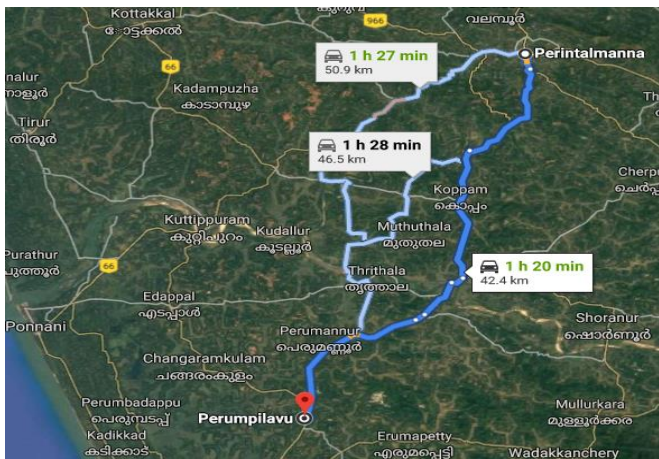 Kottakkal
ോട്ടക്കൽ
966
വലമ്പൂർ
Perintalmanna
1 h 27 min
50.9 km
66
Kadampuzha
കാടാമ്പുഴ
Tirur
തിരൂർ
1 h 28 min
46.5 km
Koppam
കൊപ്പം
Kuttippuram
കുറ്റിപ്പുറം
Kudallur
കൂടല്ലൂർ
Muthuthala
മുതുതല
Purathur
66
Thrithala
തൃത്താല
1 h 20 min
42.4 km
Edappal
എടപ്പാൾ
Ponnani
Perumannur
പെരുമണ്ണൂർ
Shoranur
ഷൊർണൂർ
Changaramkulam
ചങ്ങരംകുളം
Perumbadappu
പെരുമ്പടപ്പ്
Perumpilavu
Mullurkara
മുള്ളൂർക്കര
Kadikkad
കടിക്കാട്
Erumapetty
എരുമപ്പെട്ടി
Wadakkanchery